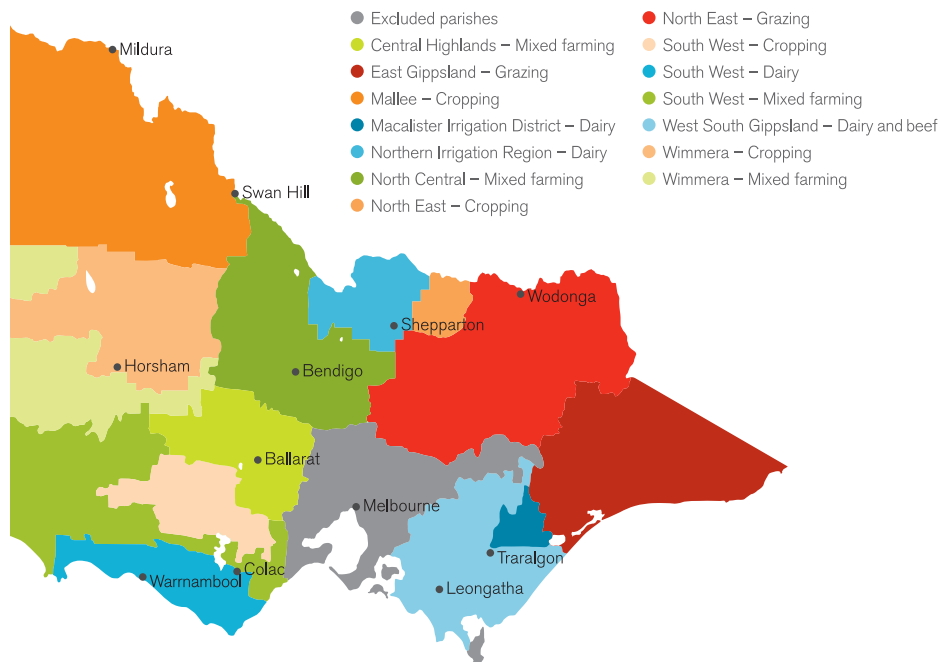 Excluded parishes
Central Highlands – Mixed farming
East Gippsland – Grazing
Mallee – Cropping
Macalister Irrigation District – Dairy
Northern Irrigation Region – Dairy
North Central – Mixed farming
North East – Cropping
North East – Grazing
South West – Cropping
South West – Dairy
South West – Mixed farming
West South Gippsland – Dairy and beef
Wimmera – Cropping
Wimmera – Mixed farming
Mildura
Swan Hill
Wodonga
Shepparton
Horsham
Bendigo
Ballarat
Melbourne
Traralgon
Colac
Warrnambool
Leongatha